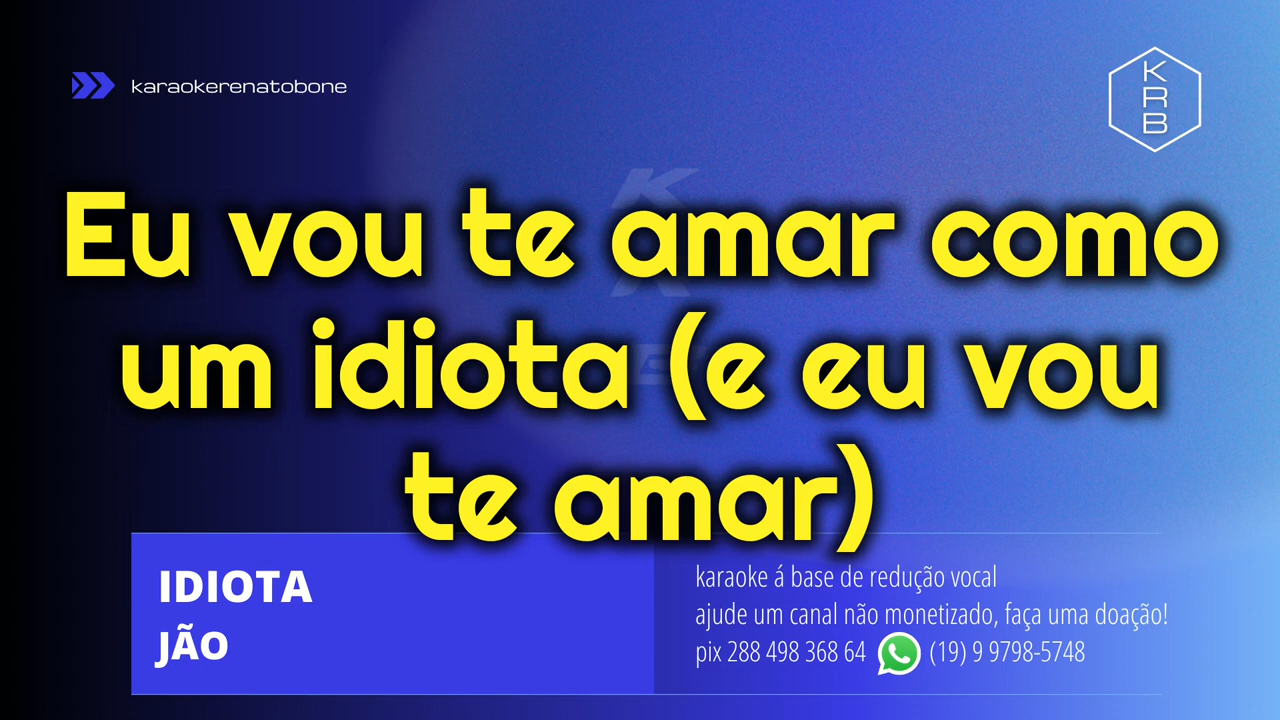 karaokerenatobone
K
R
B
Eu vou te amar como
um idiota (e eu vou
te amar)
IDIOTA
JÃO
karaoke á base de redução vocal
ajude um canal não monetizado, faça uma doação!
pix 288 498 368 64 (19) 9 9798-5748